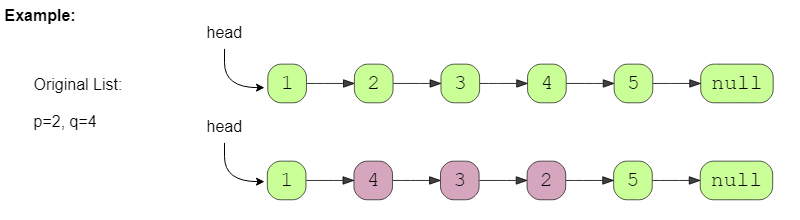 Example:
head
Original List:
1 2 3 4 5 null
p=2, q=4
head
1 4 3 2 5 null